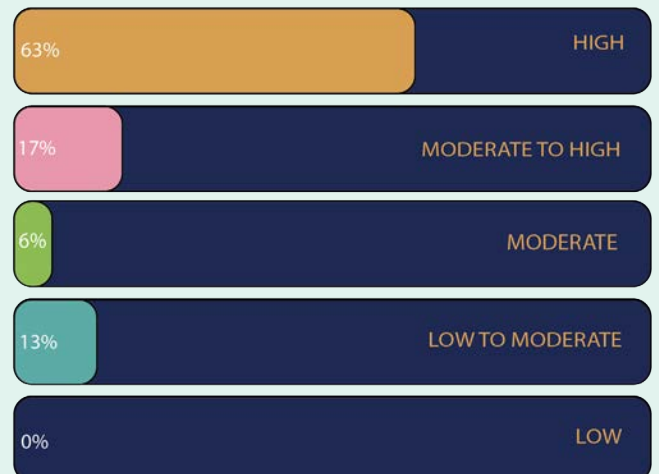 63% HIGH
17% MODERATE TO HIGH
6% MODERATE
13% LOW TO MODERATE
0% LOW